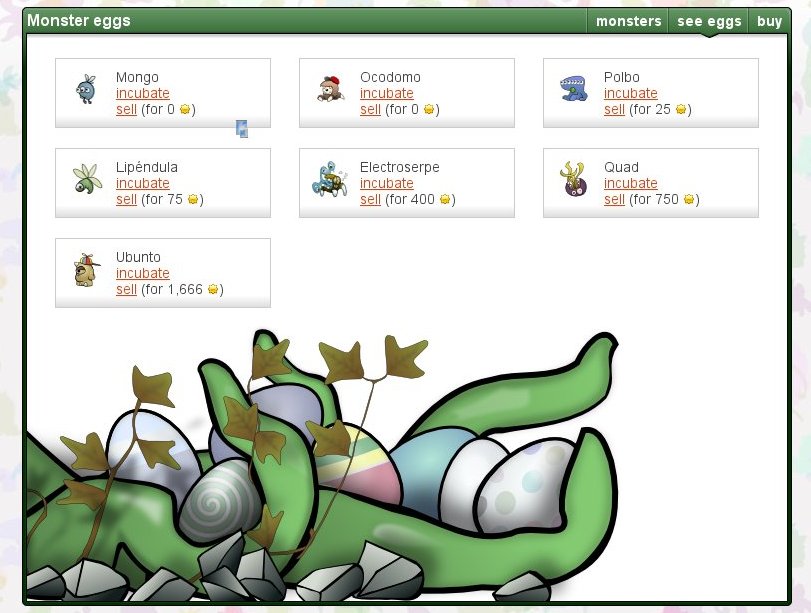 Monster eggs
monsters
see eggs
buy
Mongo
incubate
sell (for 0 )
Ocodomo
incubate
sell (for 0 )
Polbo
incubate
sell (for 25 )
Lipéndula
incubate
sell (for 75 )
Electroserpe
incubate
sell (for 400 )
Quad
incubate
sell (for 750 )
Ubunto
incubate
sell (for 1,666 )